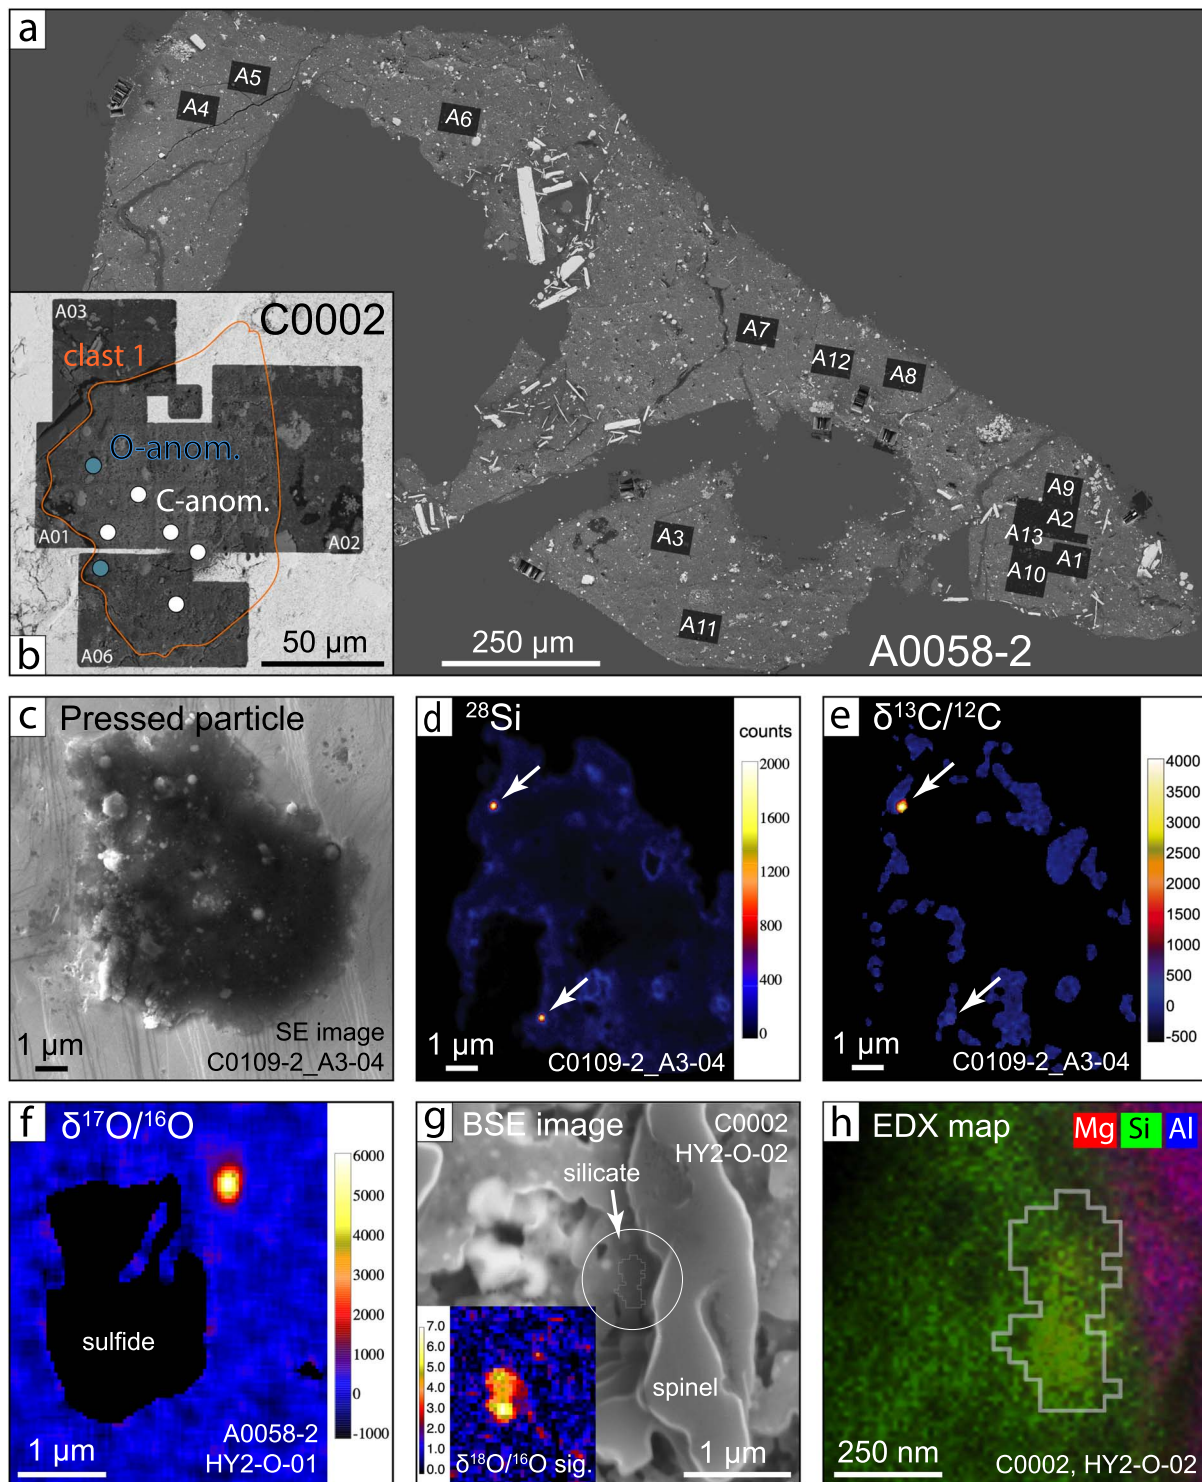 a
A5
A4
A6
A7
A12
A8
A9
A2
A13
A1
A10
A3
A11
250 µm
A0058-2
b
C0002
A03
clast 1
O-anom.
C-anom.
A01
A02
A06
50 µm
c Pressed particle
1 µm
SE image
C0109-2_A3-04
d ²⁸Si
counts
2000
1600
1200
800
400
0
1 µm
C0109-2_A3-04
e δ¹³C/¹²C
4000
3500
3000
2500
2000
1500
1000
500
0
-500
1 µm
C0109-2_A3-04
f δ¹⁷O/¹⁶O
6000
5000
4000
3000
2000
1000
0
-1000
sulfide
1 µm
A0058-2
HY2-O-01
g BSE image
C0002
HY2-O-02
silicate
7.0
6.0
5.0
4.0
3.0
2.0
1.0
0.0
δ¹⁸O/¹⁶O sig.
spinel
1 µm
h EDX map
Mg Si Al
250 nm
C0002, HY2-O-02